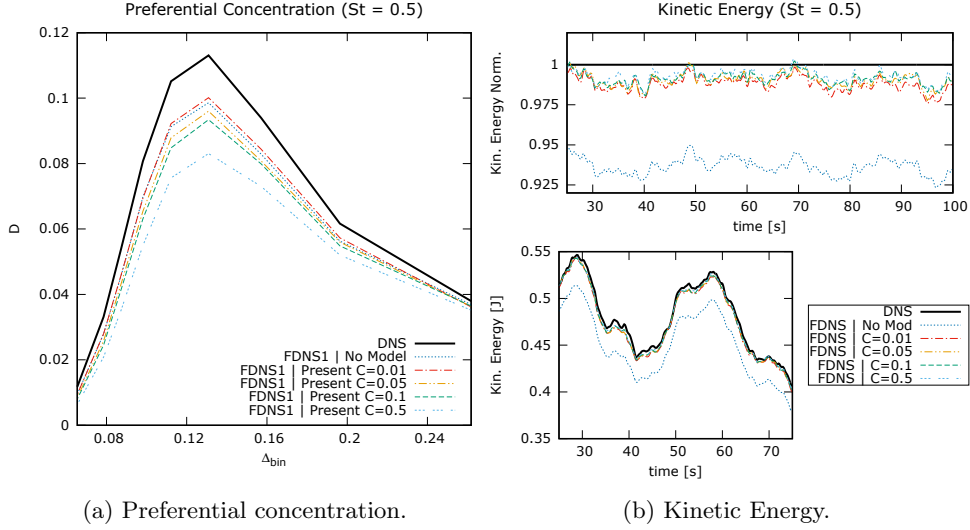 Preferential Concentration (St = 0.5)
D
0.12
0.1
0.08
0.06
0.04
0.02
0
0.08
0.12
0.16
0.2
0.24
Δbin
DNS
FDNS1 | No Model
FDNS1 | Present C=0.01
FDNS1 | Present C=0.05
FDNS1 | Present C=0.1
FDNS1 | Present C=0.5
(a) Preferential concentration.
Kinetic Energy (St = 0.5)
Kin. Energy Norm.
1
0.975
0.95
0.925
30
40
50
60
70
80
90
100
time [s]
Kin. Energy [J]
0.55
0.5
0.45
0.4
0.35
30
40
50
60
70
time [s]
DNS
FDNS | No Mod
FDNS | C=0.01
FDNS | C=0.05
FDNS | C=0.1
FDNS | C=0.5
(b) Kinetic Energy.